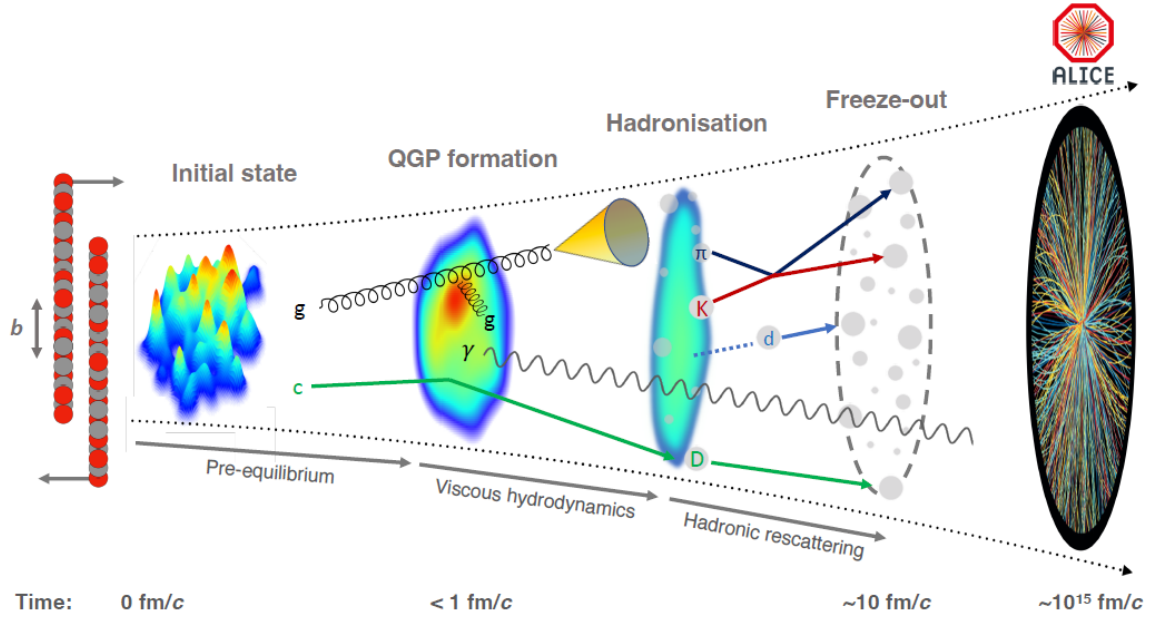 ALICE
Freeze-out
Hadronisation
QGP formation
Initial state
b
g
g
γ
c
π
K
d
D
Pre-equilibrium
Viscous hydrodynamics
Hadronic rescattering
Time: 0 fm/c < 1 fm/c ~10 fm/c ~10¹⁵ fm/c